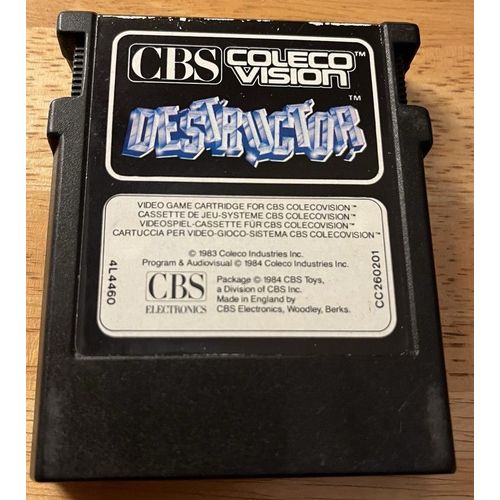 CBS COLECO VISION™
DESTRUCTOR™
VIDEO GAME CARTRIDGE FOR CBS COLECOVISION™
CASSETTE DE JEU-SYSTEME CBS COLECOVISION™
VIDEOSPIEL-CASSETTE FÜR CBS COLECOVISION™
CARTUCCIA PER VIDEO-GIOCO-SISTEMA CBS COLECOVISION™
© 1983 Coleco Industries Inc.
Program & Audiovisual © 1984 Coleco Industries Inc.
CBS ELECTRONICS
Package © 1984 CBS Toys,
a Division of CBS Inc.
Made in England by
CBS Electronics, Woodley, Berks.
4L4460
CC260201